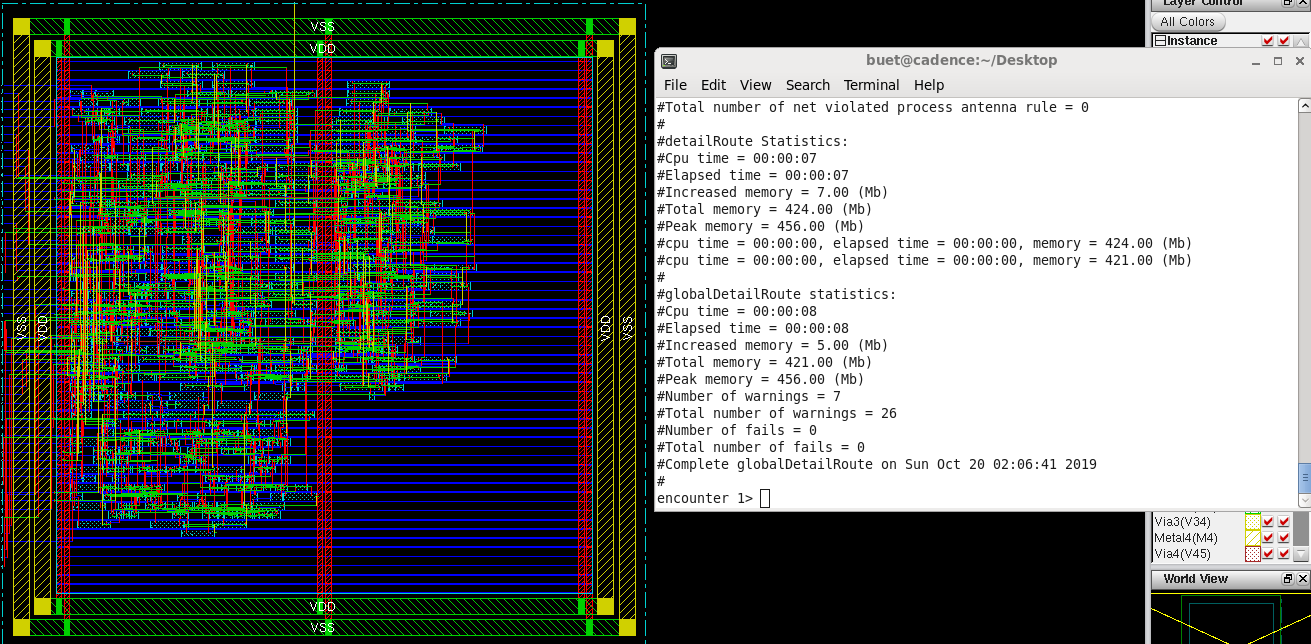 VSS
VDD
VSS
VDD
VDD
VSS
VDD
VSS
Layer Control
All Colors
Instance
buet@cadence:~/Desktop
File Edit View Search Terminal Help
#Total number of net violated process antenna rule = 0
#
#detailRoute Statistics:
#Cpu time = 00:00:07
#Elapsed time = 00:00:07
#Increased memory = 7.00 (Mb)
#Total memory = 424.00 (Mb)
#Peak memory = 456.00 (Mb)
#cpu time = 00:00:00, elapsed time = 00:00:00, memory = 424.00 (Mb)
#cpu time = 00:00:00, elapsed time = 00:00:00, memory = 421.00 (Mb)
#
#globalDetailRoute statistics:
#Cpu time = 00:00:08
#Elapsed time = 00:00:08
#Increased memory = 5.00 (Mb)
#Total memory = 421.00 (Mb)
#Peak memory = 456.00 (Mb)
#Number of warnings = 7
#Total number of warnings = 26
#Number of fails = 0
#Total number of fails = 0
#Complete globalDetailRoute on Sun Oct 20 02:06:41 2019
#
encounter 1>
Via3(V34)
Metal4(M4)
Via4(V45)
World View